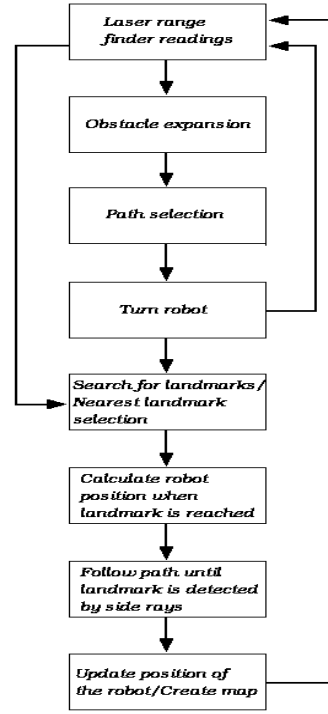 Laser range
finder readings
Obstacle expansion
Path selection
Turn robot
Search for landmarks/
Nearest landmark
selection
Calculate robot
position when
landmark is reached
Follow path until
landmark is detected
by side rays
Update position of
the robot/Create map